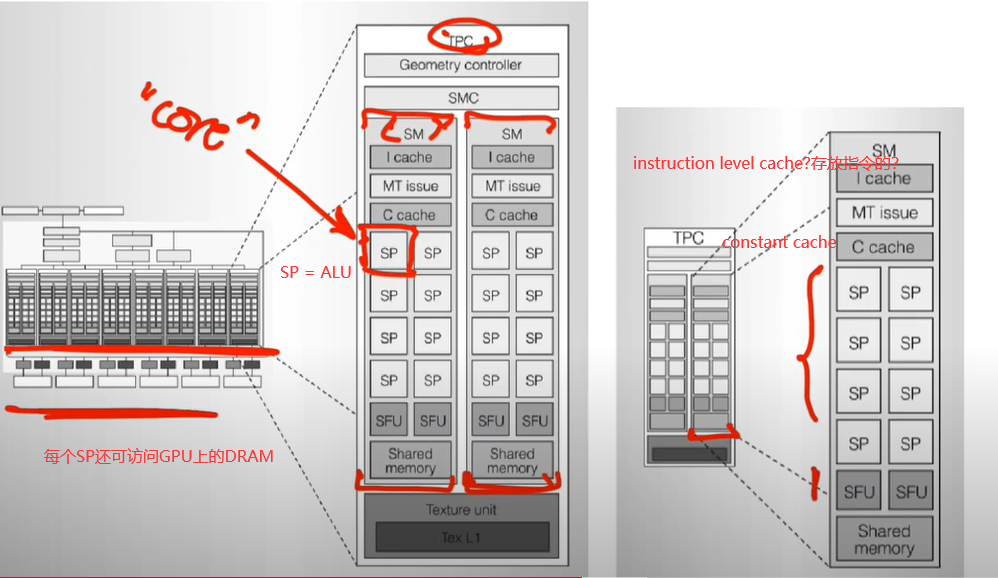 TPC
Geometry controller
SMC
"core"
SM
SM
I cache
I cache
MT issue
MT issue
C cache
C cache
SP
SP
SP
SP
SP = ALU
SP
SP
SP
SP
SP
SP
SP
SP
SP
SP
SP
SP
SFU
SFU
SFU
SFU
Shared
memory
Shared
memory
每个SP还可访问GPU上的DRAM
Texture unit
Tex L1
SM
instruction level cache?存放指令的?
I cache
MT issue
TPC
constant cache
C cache
SP
SP
SP
SP
SP
SP
SP
SP
SFU
SFU
Shared
memory